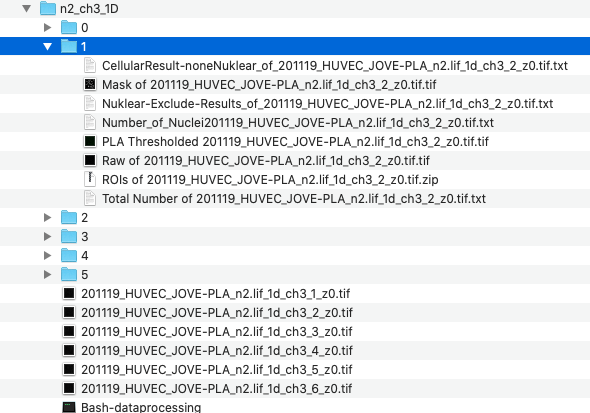 n2_ch3_1D
0
1
CellularResult-noneNuklear_of_201119_HUVEC_JOVE-PLA_n2.lif_1d_ch3_2_z0.tif.txt
Mask of 201119_HUVEC_JOVE-PLA_n2.lif_1d_ch3_2_z0.tif.tif
Nuklear-Exclude-Results_of_201119_HUVEC_JOVE-PLA_n2.lif_1d_ch3_2_z0.tif.txt
Number_of_Nuclei201119_HUVEC_JOVE-PLA_n2.lif_1d_ch3_2_z0.tif.txt
PLA Thresholded 201119_HUVEC_JOVE-PLA_n2.lif_1d_ch3_2_z0.tif.tif
Raw of 201119_HUVEC_JOVE-PLA_n2.lif_1d_ch3_2_z0.tif.tif
ROIs of 201119_HUVEC_JOVE-PLA_n2.lif_1d_ch3_2_z0.tif.zip
Total Number of 201119_HUVEC_JOVE-PLA_n2.lif_1d_ch3_2_z0.tif.txt
2
3
4
5
201119_HUVEC_JOVE-PLA_n2.lif_1d_ch3_1_z0.tif
201119_HUVEC_JOVE-PLA_n2.lif_1d_ch3_2_z0.tif
201119_HUVEC_JOVE-PLA_n2.lif_1d_ch3_3_z0.tif
201119_HUVEC_JOVE-PLA_n2.lif_1d_ch3_4_z0.tif
201119_HUVEC_JOVE-PLA_n2.lif_1d_ch3_5_z0.tif
201119_HUVEC_JOVE-PLA_n2.lif_1d_ch3_6_z0.tif
Bash-dataprocessing